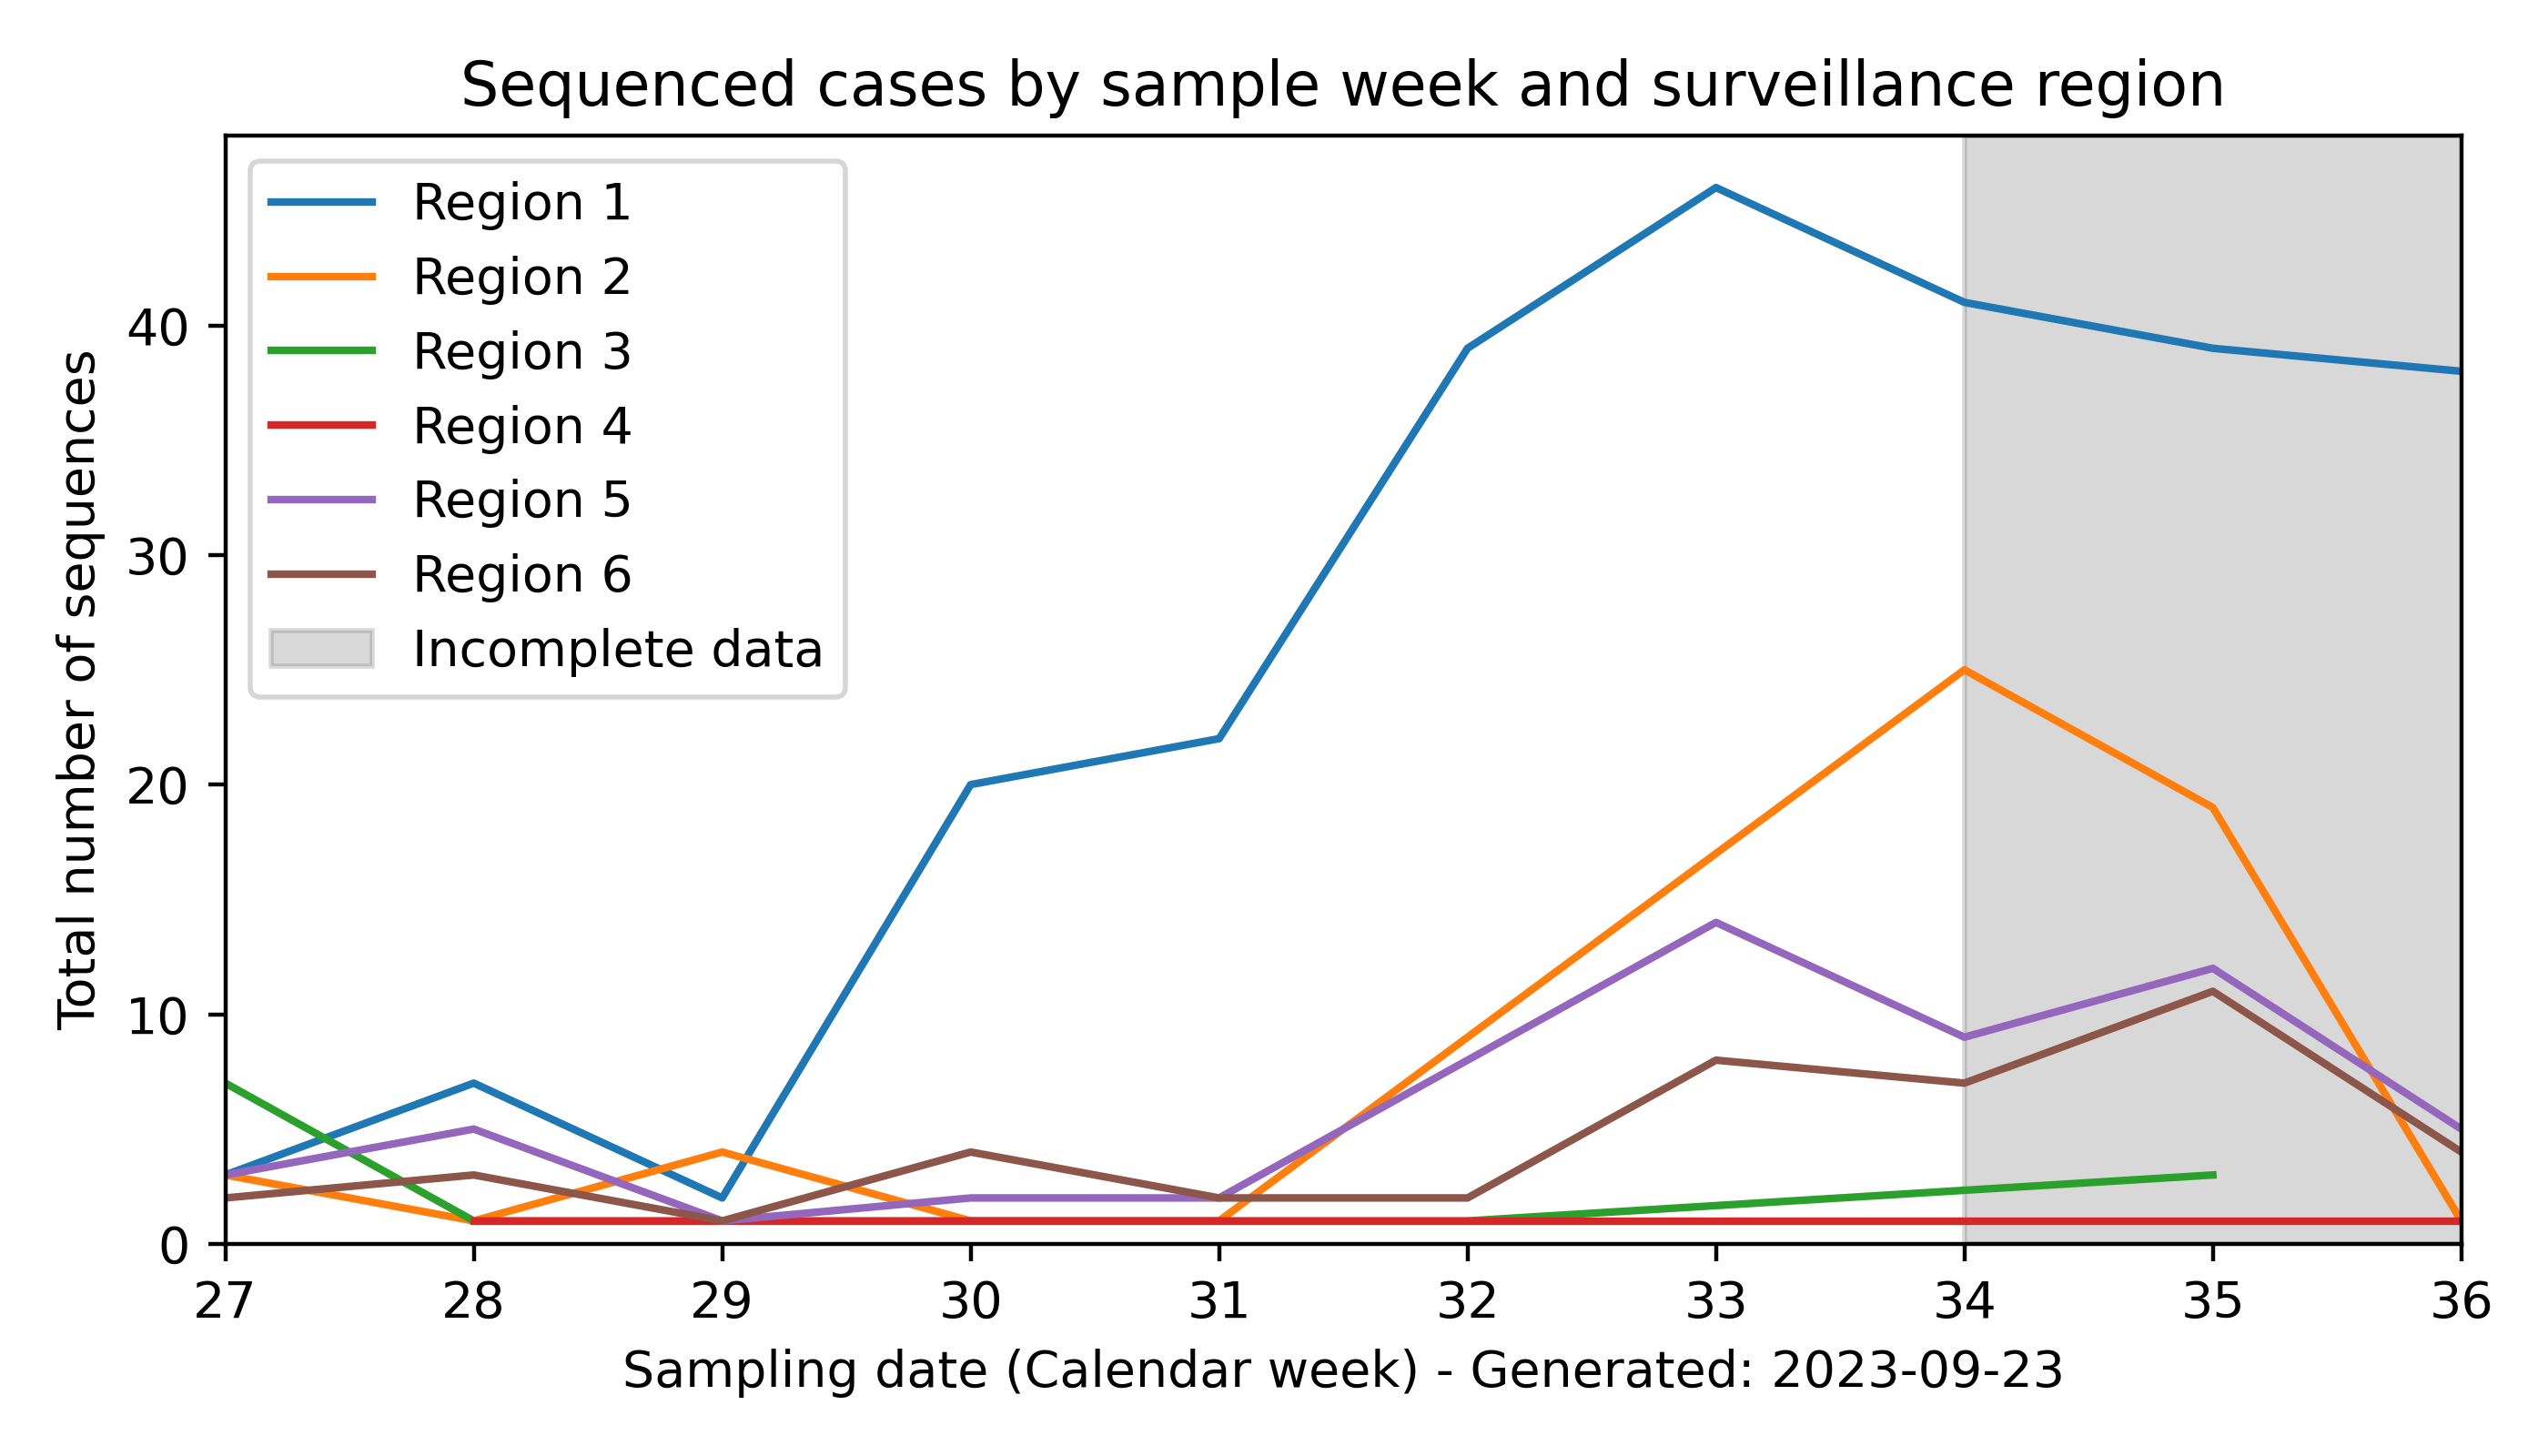 Sequenced cases by sample week and surveillance region
Region 1
Region 2
Region 3
Region 4
Region 5
Region 6
Incomplete data
Total number of sequences
40
30
20
10
0
27 28 29 30 31 32 33 34 35 36
Sampling date (Calendar week) - Generated: 2023-09-23